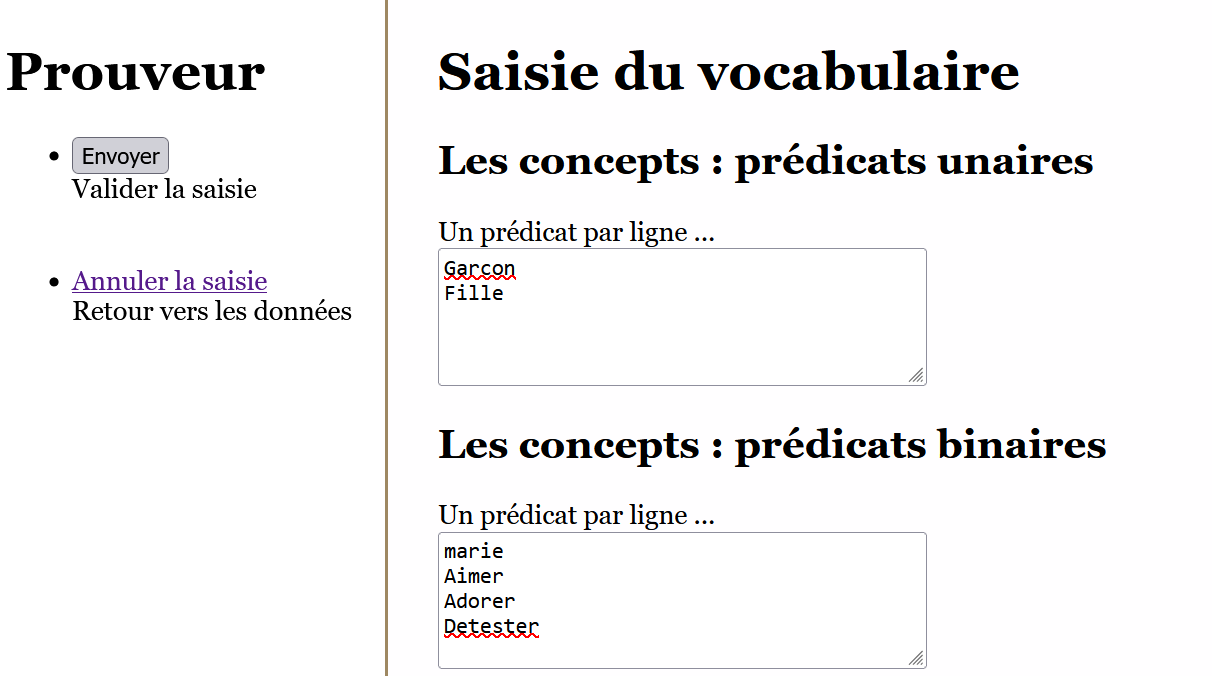 Prouveur
Envoyer
Valider la saisie
Annuler la saisie
Retour vers les données
Saisie du vocabulaire
Les concepts : prédicats unaires
Un prédicat par ligne ...
Garcon
Fille
Les concepts : prédicats binaires
Un prédicat par ligne ...
marie
Aimer
Adorer
Detester